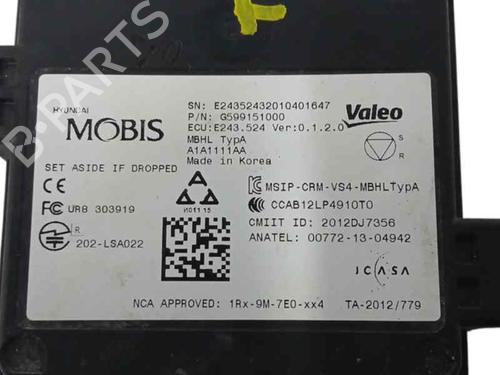 SN: E24352432010401647
P/N: G599151000
HYUNDAI
MOBIS
ECU: E243.524 Ver:0.1.2.0
Valeo
MBHL TypA
A1A1111AA
Made in Korea
S
R
SET ASIDE IF DROPPED
A
CE
MSIP-CRM-VS4-MBHLTypA
CCAB12LP4910T0
FC UR8 303919
N01115
CMIIT ID: 2012DJ7356
R
202-LSA022
ANATEL: 00772-13-04942
ICASA
NCA APPROVED: 1Rx-9M-7E0-xx4
TA-2012/779